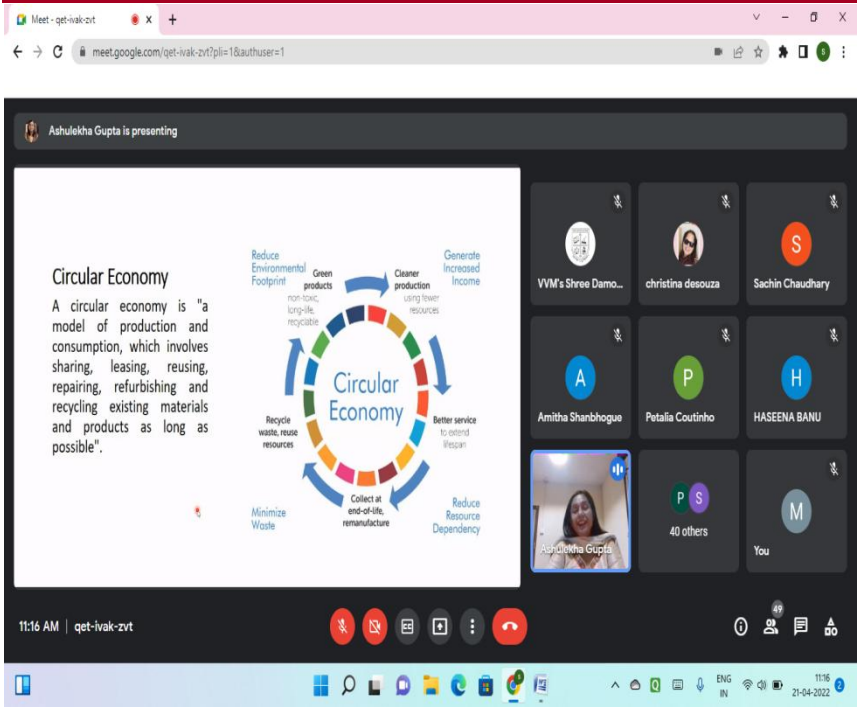 Meet - qet-ivak-zvt
meet.google.com/qet-ivak-zvt?pli=1&authuser=1
S
Ashulekha Gupta is presenting
Circular Economy
A circular economy is "a
model of production and
consumption, which involves
sharing, leasing, reusing,
repairing, refurbishing and
recycling existing materials
and products as long as
possible".
Reduce
Environmental
Footprint
Green
products
non-toxic,
long-life,
recyclable
Cleaner
production
using fewer
resources
Generate
Increased
Income
Circular
Economy
Recycle
waste, reuse
resources
Better service
to extend
lifespan
Minimize
Waste
Collect at
end-of-life,
remanufacture
Reduce
Resource
Dependency
VVM's Shree Damo...
christina desouza
S
Sachin Chaudhary
A
Amitha Shanbhogue
P
Petalia Coutinho
H
HASEENA BANU
Ashulekha Gupta
P S
40 others
M
You
11:16 AM | qet-ivak-zvt
CC
49
ENG
IN
11:16
21-04-2022
2